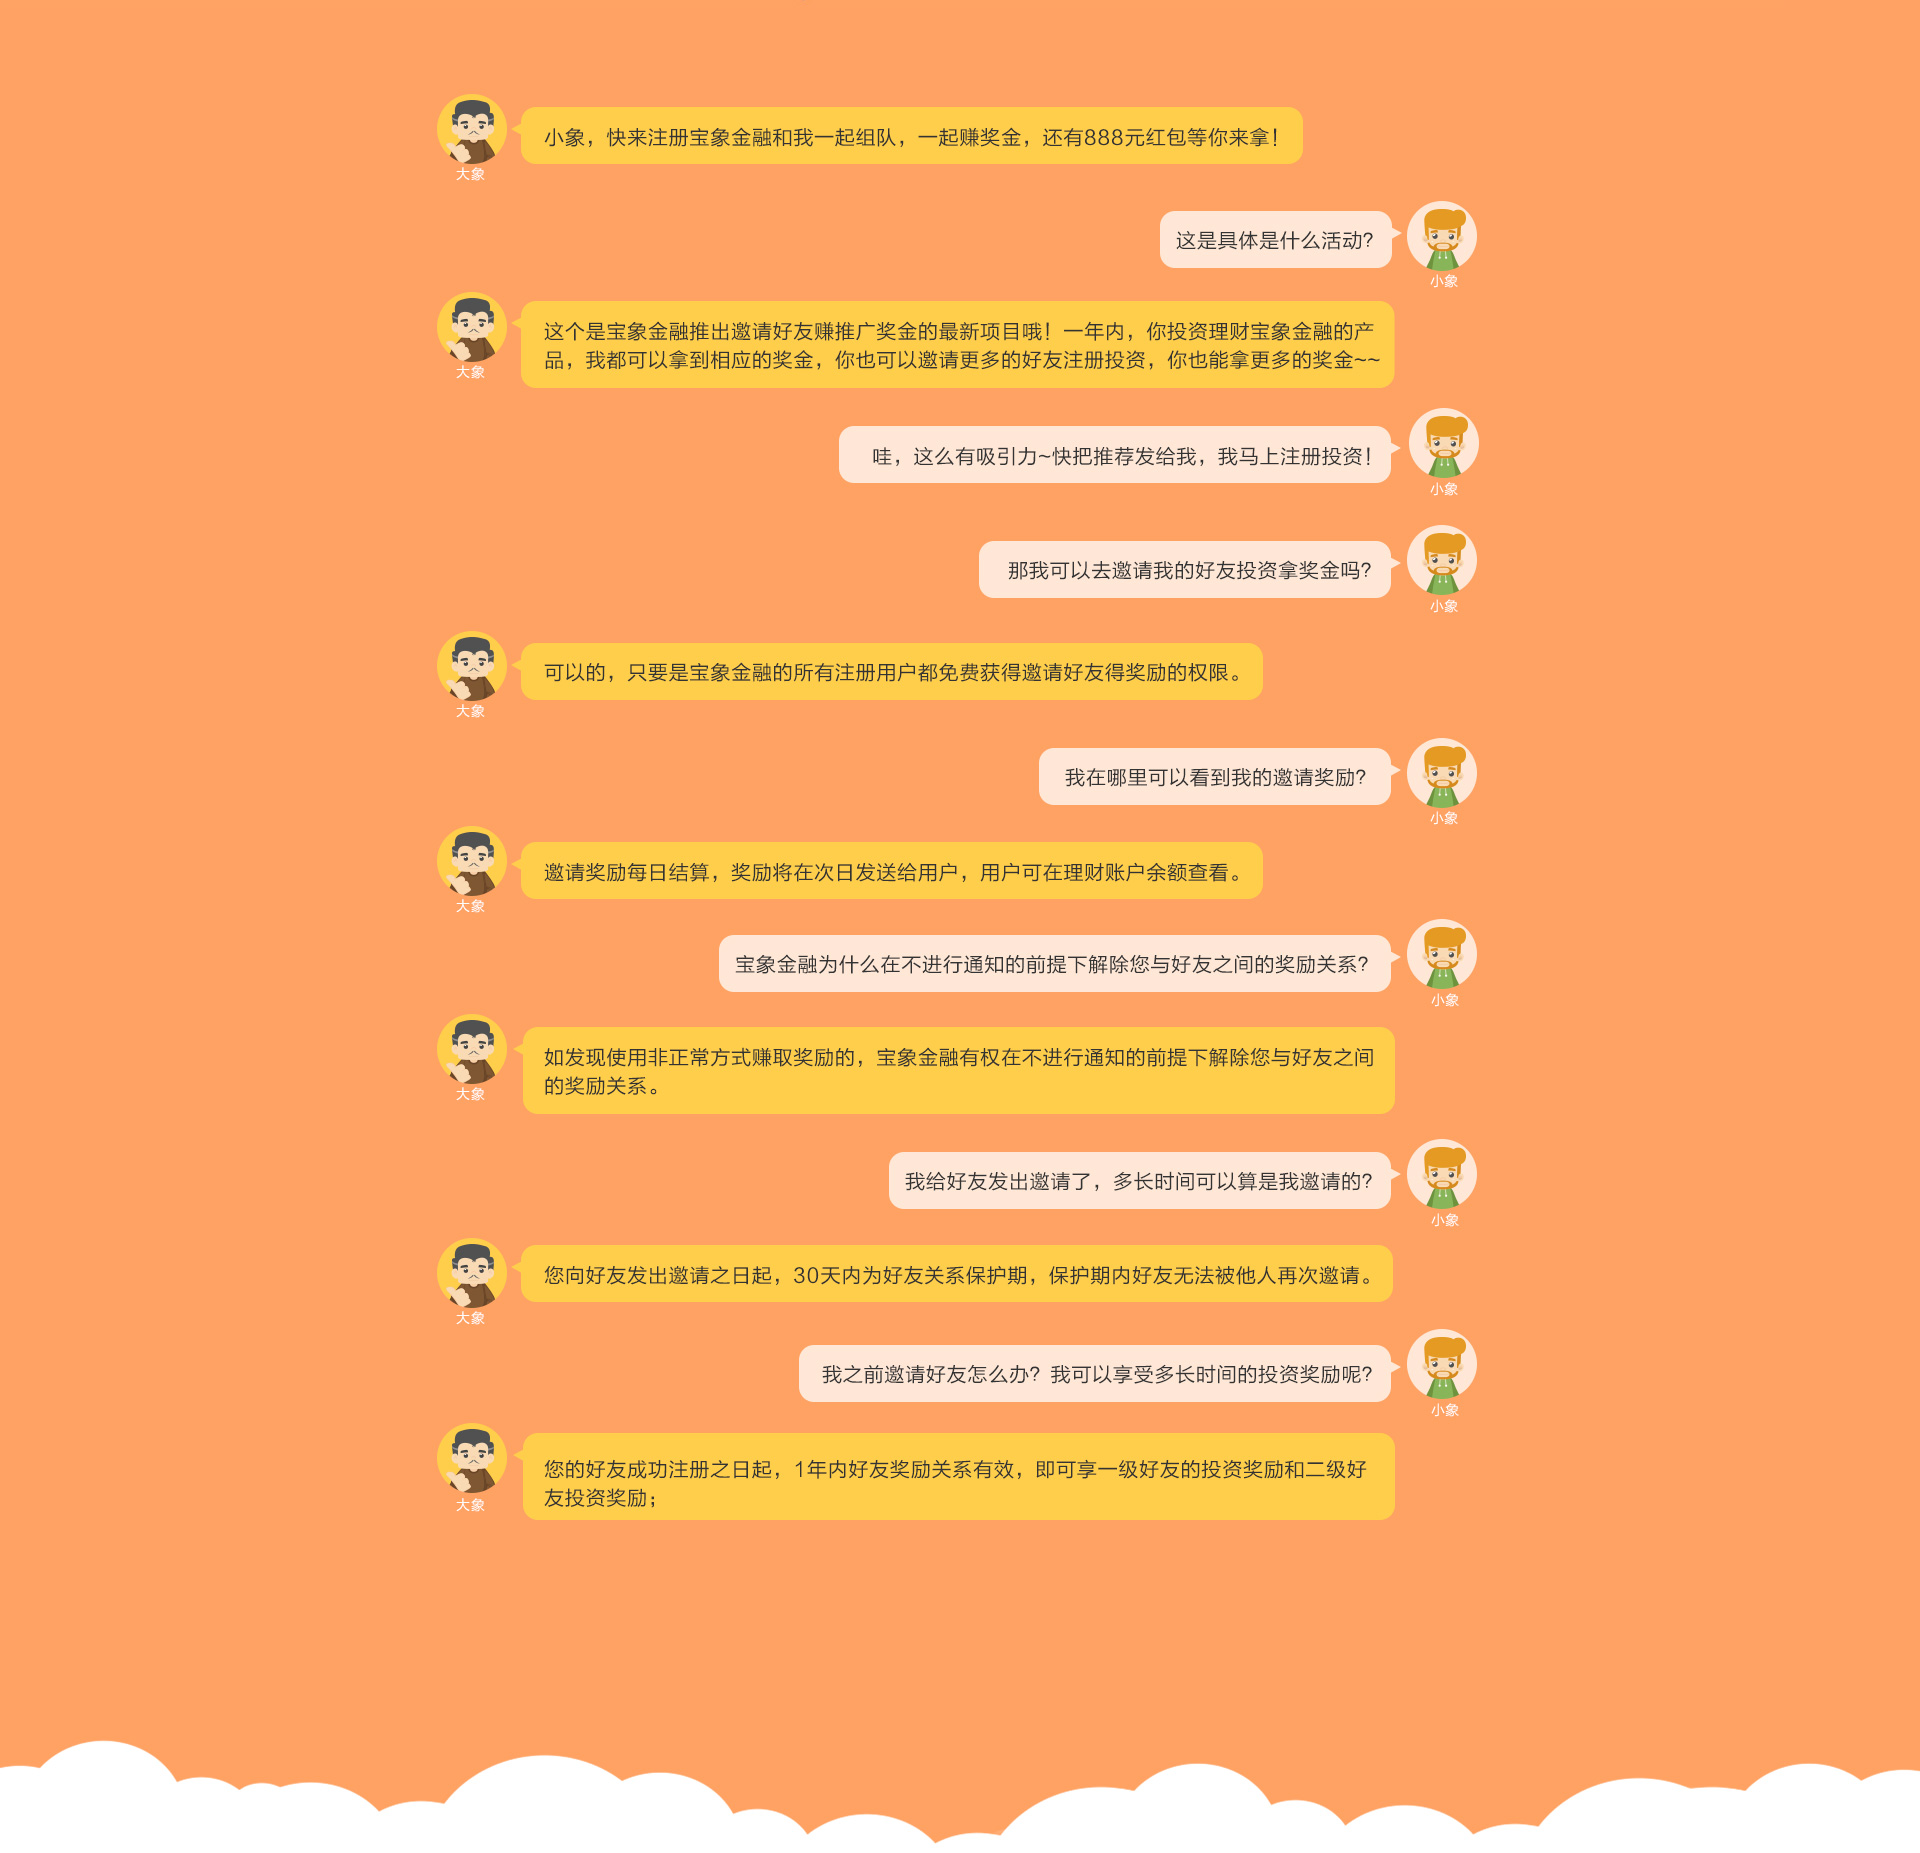 小象，快来注册宝象金融和我一起组队，一起赚奖金，还有888元红包等你来拿！
大象
这是具体是什么活动？
小象
这个是宝象金融推出邀请好友赚推广奖金的最新项目哦！一年内，你投资理财宝象金融的产
品，我都可以拿到相应的奖金，你也可以邀请更多的好友注册投资，你也能拿更多的奖金~~
大象
哇，这么有吸引力~快把推荐发给我，我马上注册投资！
小象
那我可以去邀请我的好友投资拿奖金吗？
小象
可以的，只要是宝象金融的所有注册用户都免费获得邀请好友得奖励的权限。
大象
我在哪里可以看到我的邀请奖励？
小象
邀请奖励每日结算，奖励将在次日发送给用户，用户可在理财账户余额查看。
大象
宝象金融为什么在不进行通知的前提下解除您与好友之间的奖励关系？
小象
如发现使用非正常方式赚取奖励的，宝象金融有权在不进行通知的前提下解除您与好友之间
的奖励关系。
大象
我给好友发出邀请了，多长时间可以算是我邀请的？
小象
您向好友发出邀请之日起，30天内为好友关系保护期，保护期内好友无法被他人再次邀请。
大象
我之前邀请好友怎么办？我可以享受多长时间的投资奖励呢？
小象
您的好友成功注册之日起，1年内好友奖励关系有效，即可享一级好友的投资奖励和二级好
友投资奖励；
大象